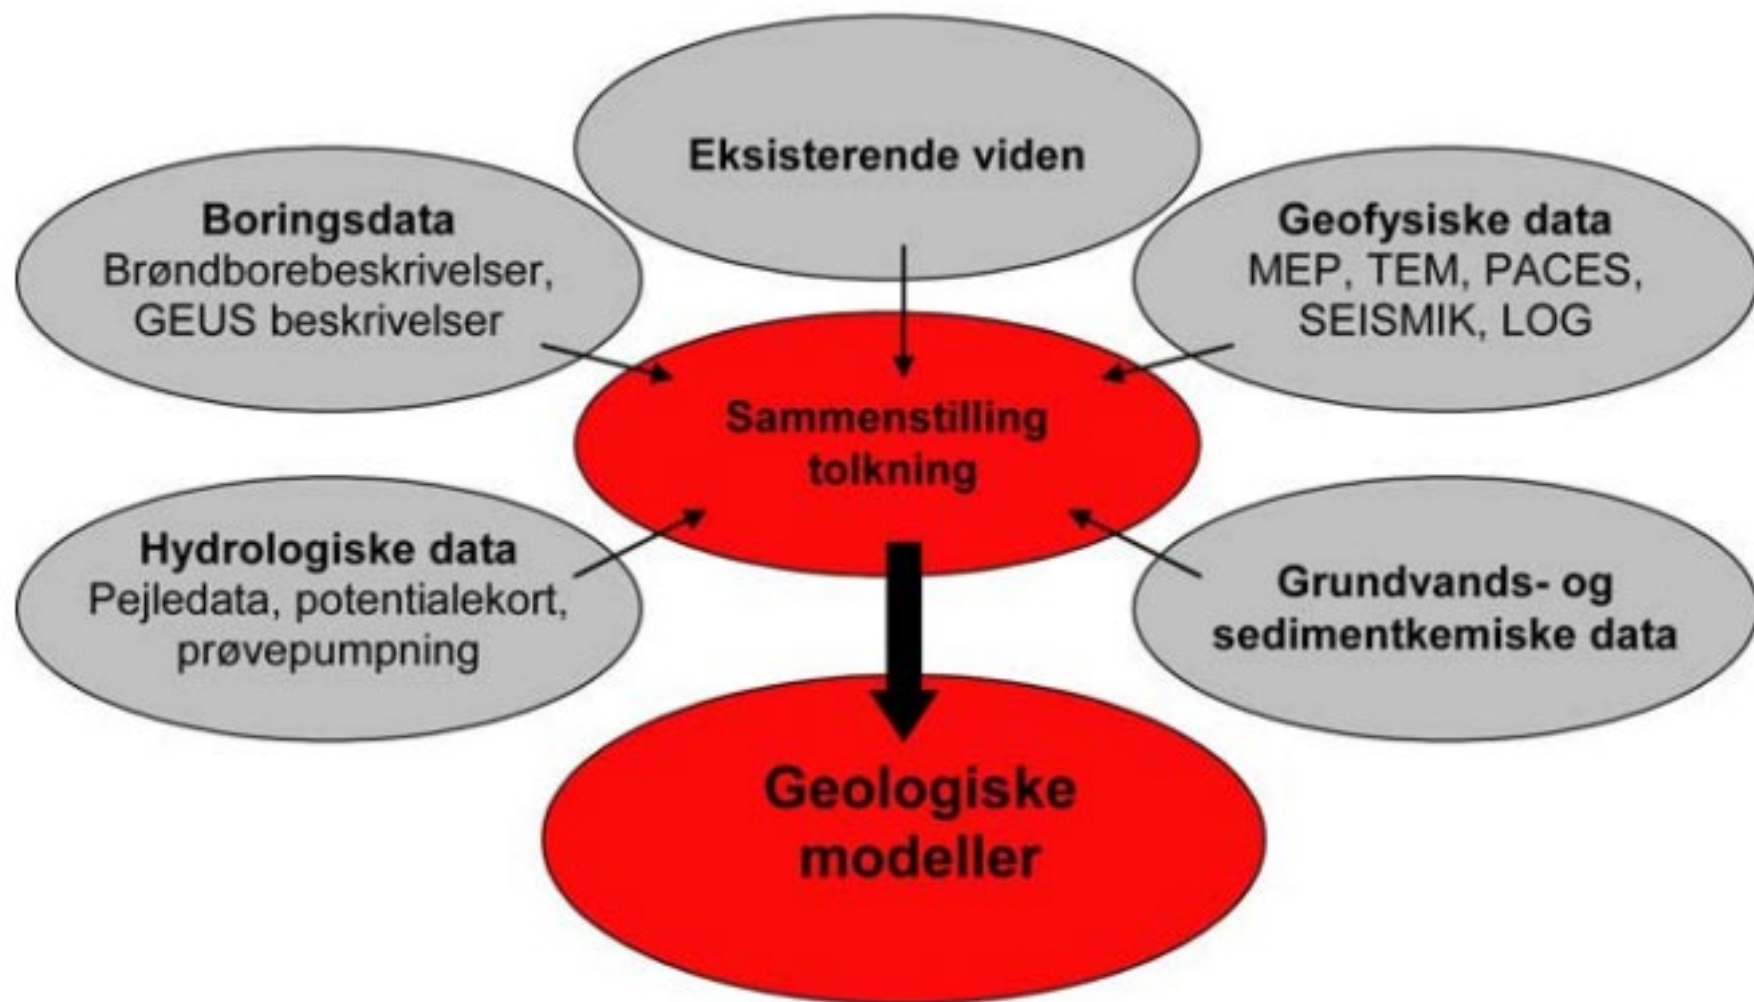 Eksisterende viden
Boringsdata
Brøndborebeskrivelser,
GEUS beskrivelser
Geofysiske data
MEP, TEM, PACES,
SEISMIK, LOG
Sammenstilling
tolkning
Hydrologiske data
Pejledata, potentialekort,
prøvepumpning
Grundvands- og
sedimentkemiske data
Geologiske
modeller